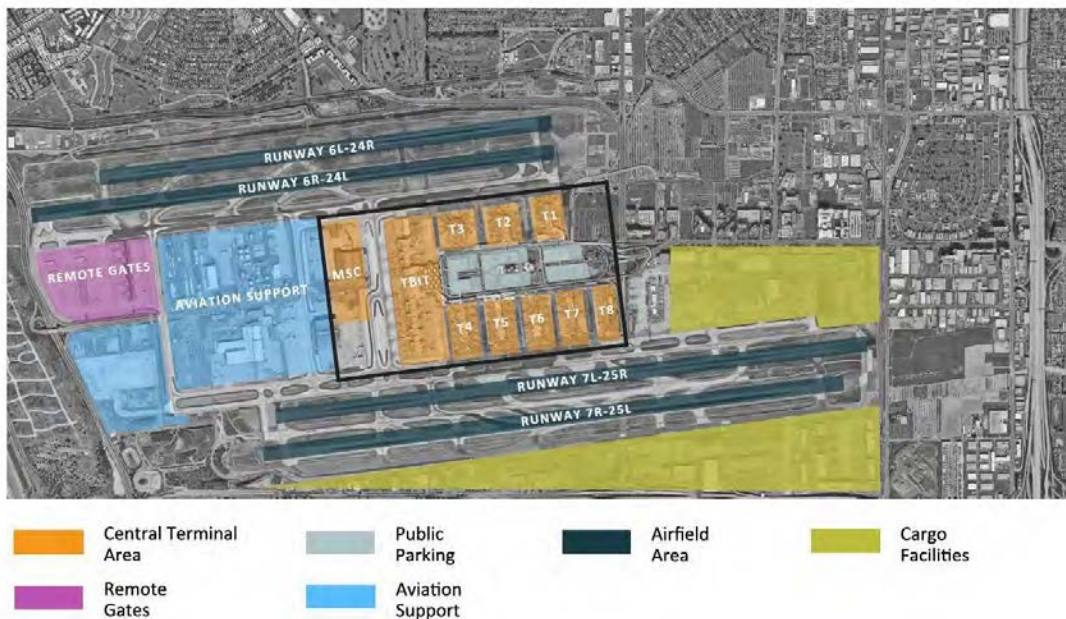 RUNWAY 6L-24R
RUNWAY 6R-24L
T3
T2
T1
REMOTE GATES
AVIATION SUPPORT
MSC
TBIT
T4
T5
T6
T7
T8
RUNWAY 7L-25R
RUNWAY 7R-25L
Central Terminal
Area
Public
Parking
Airfield
Area
Cargo
Facilities
Remote
Gates
Aviation
Support